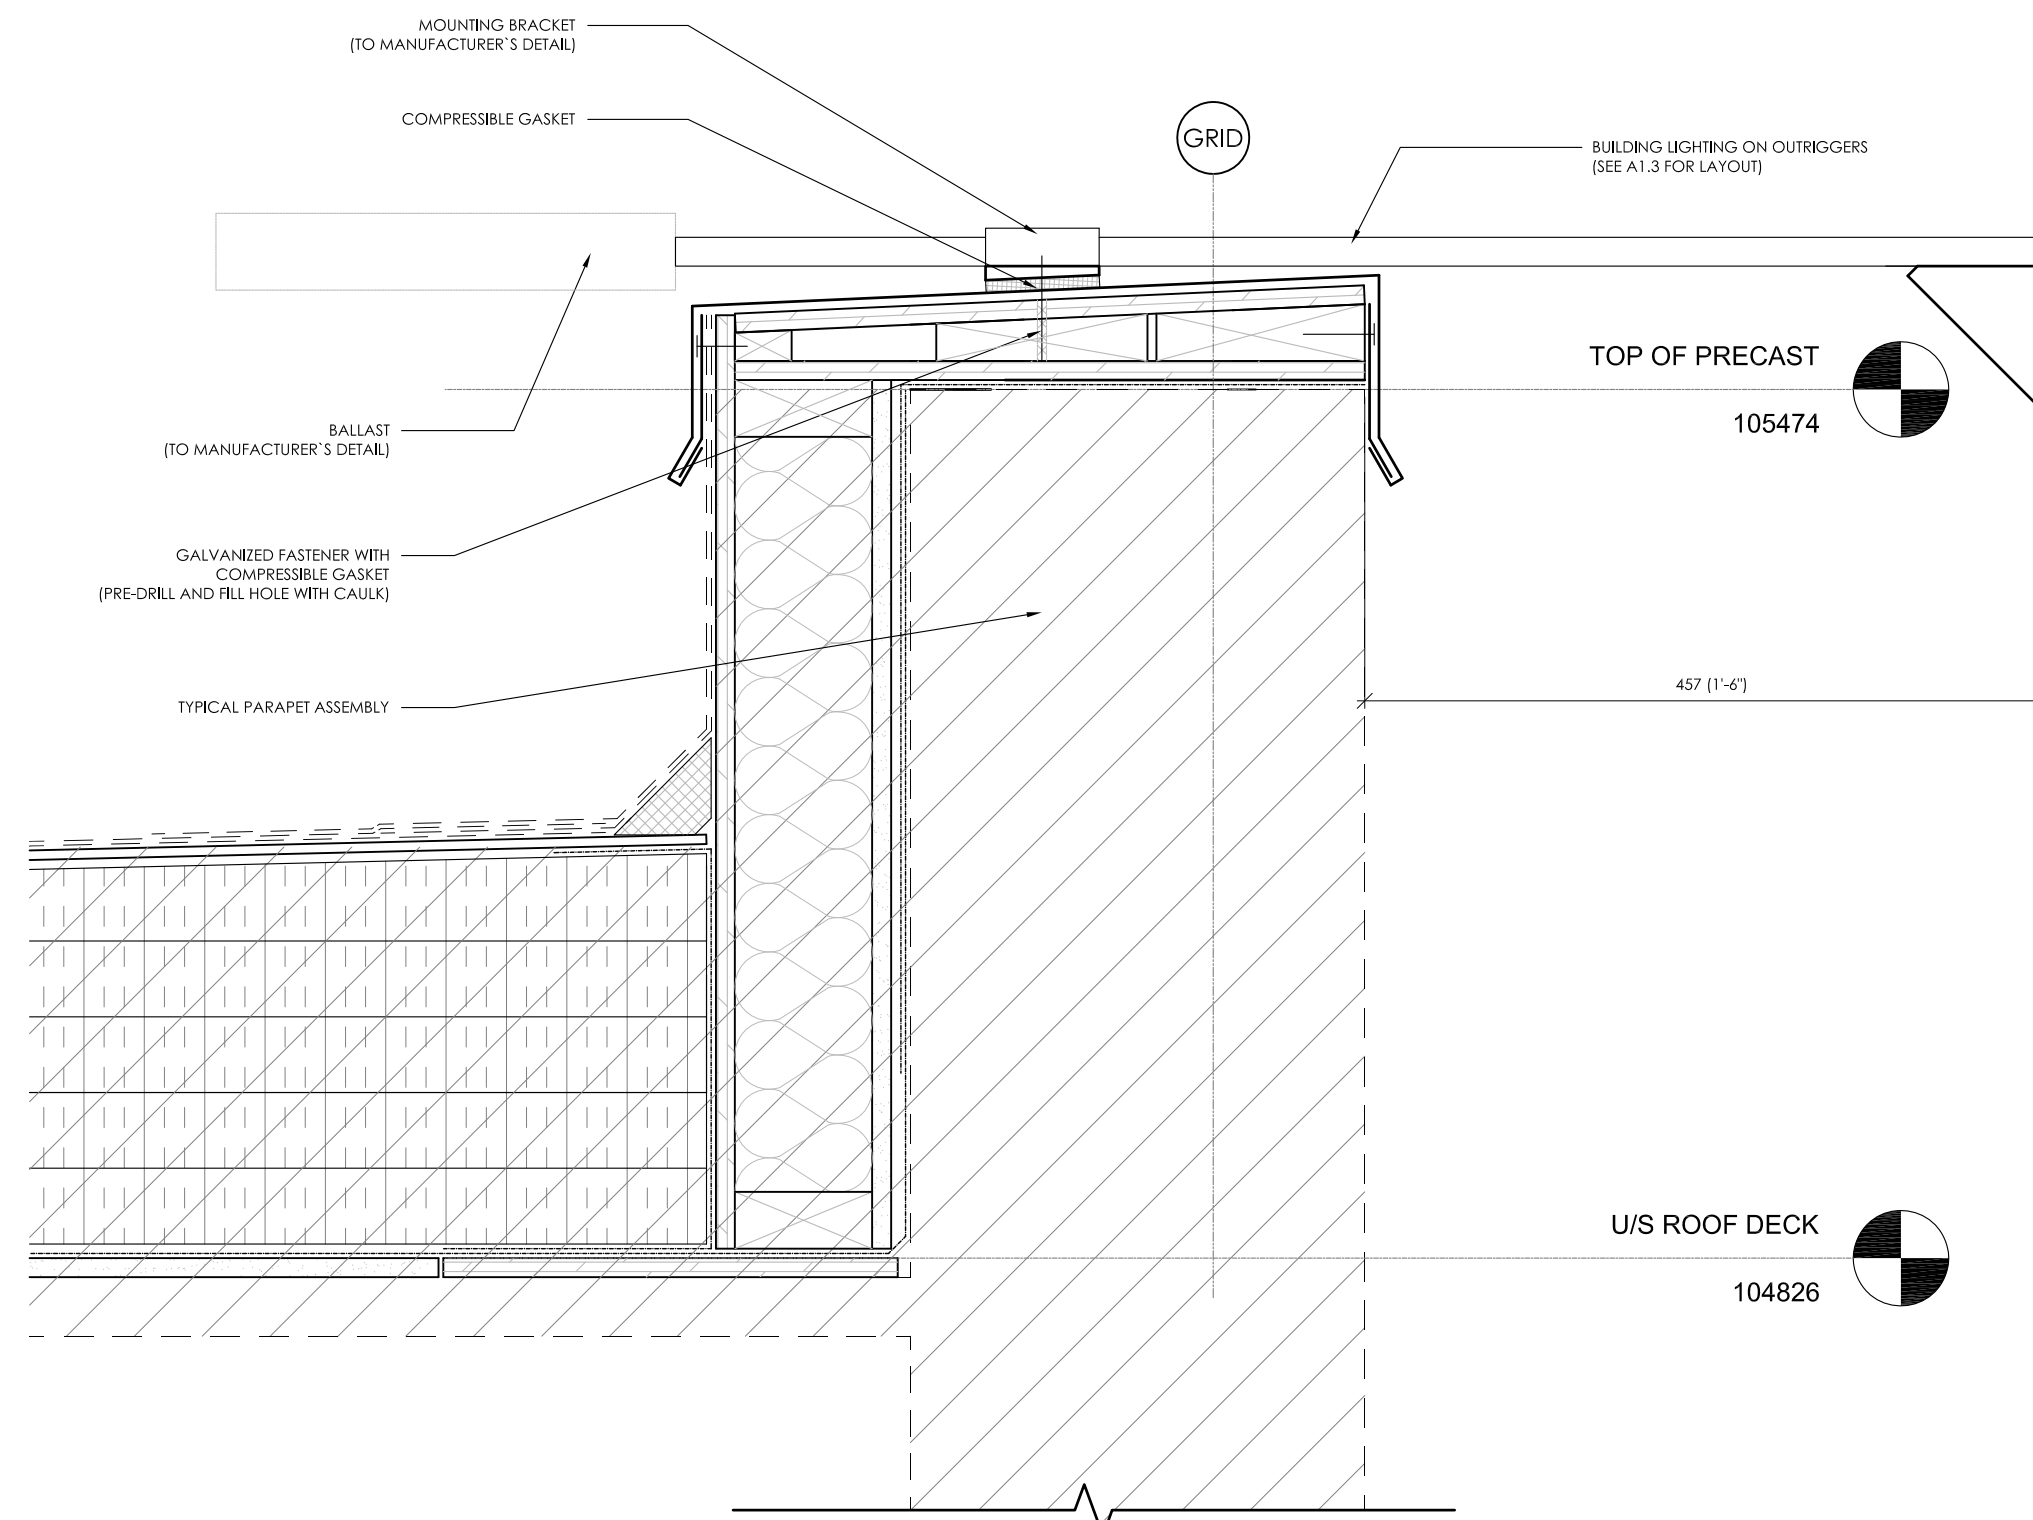 MOUNTING BRACKET
(TO MANUFACTURER`S DETAIL)
COMPRESSIBLE GASKET
GRID
BUILDING LIGHTING ON OUTRIGGERS
(SEE A1.3 FOR LAYOUT)
TOP OF PRECAST
105474
BALLAST
(TO MANUFACTURER`S DETAIL)
GALVANIZED FASTENER WITH
COMPRESSIBLE GASKET
(PRE-DRILL AND FILL HOLE WITH CAULK)
457 (1'-6")
TYPICAL PARAPET ASSEMBLY
U/S ROOF DECK
104826